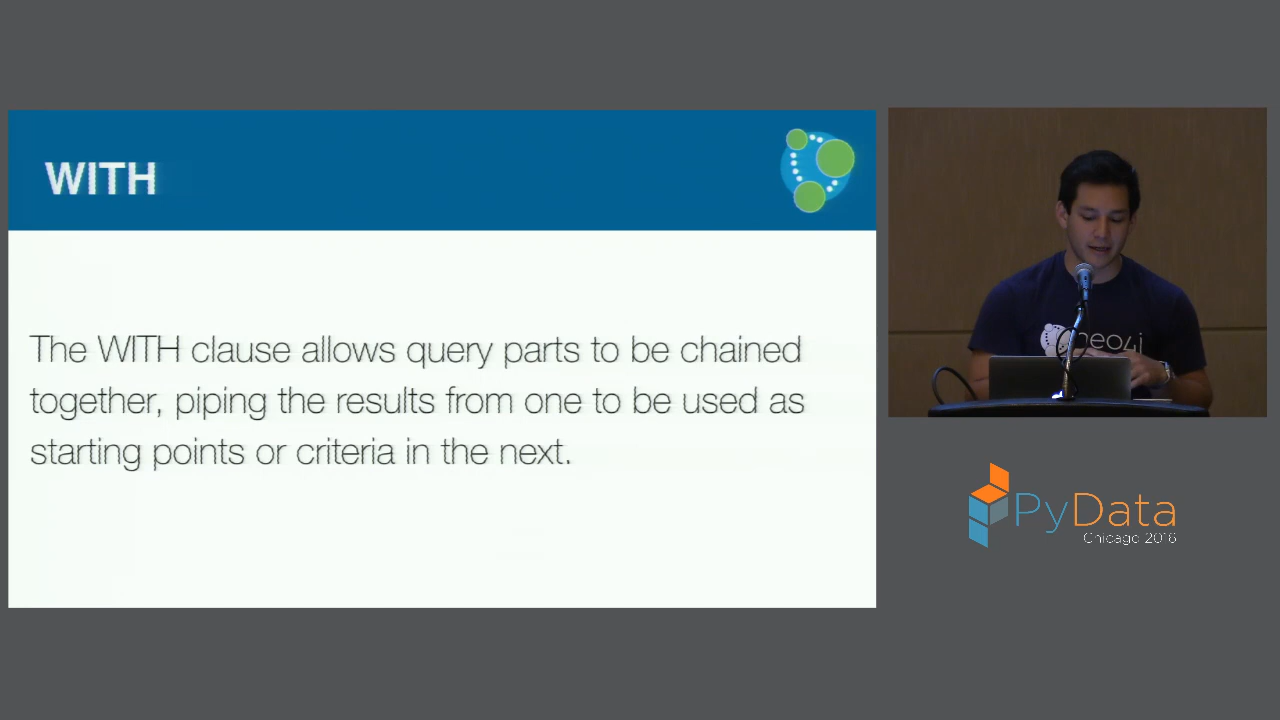 WITH
The WITH clause allows query parts to be chained
together, piping the results from one to be used as
starting points or criteria in the next.
neo4j
PyData
Chicago 2016